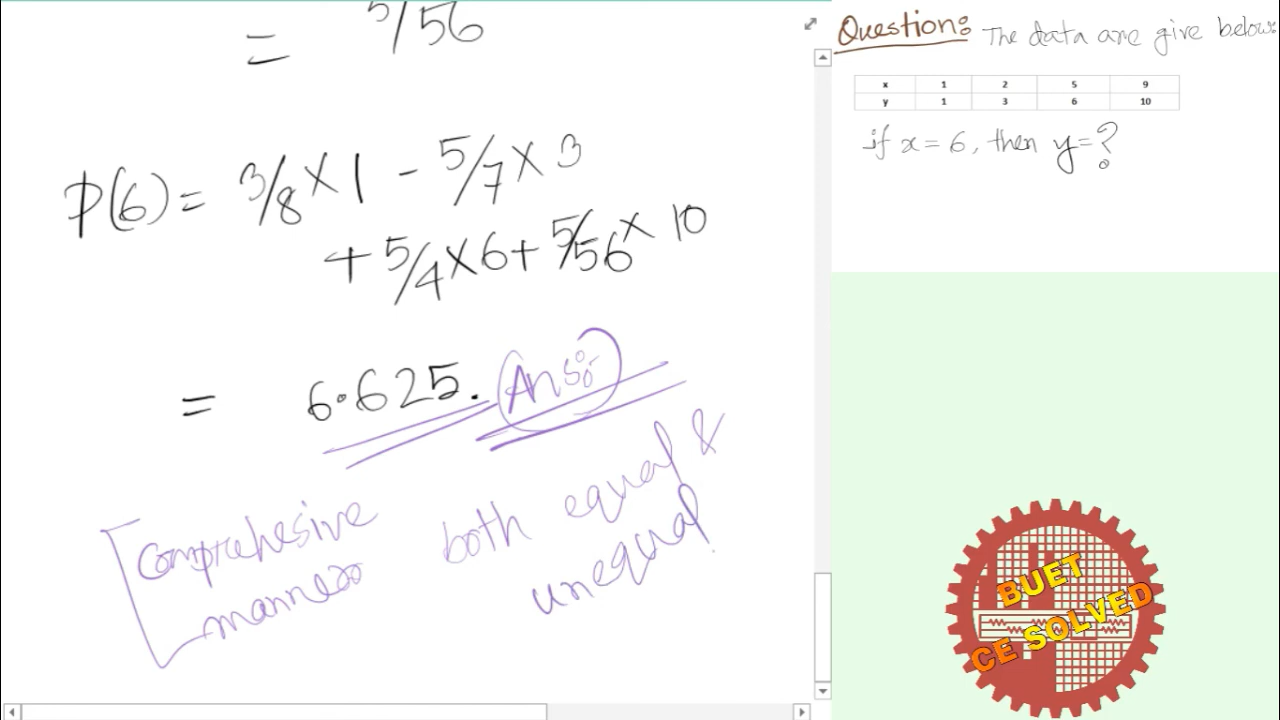 = 5/56
P(6) = 3/8 × 1 - 5/7 × 3
+ 5/4 × 6 + 5/56 × 10
= 6.625. Ans:
Comprehesive both equal &
manner unequal
Question: The data are give below:
x 1 2 5 9
y 1 3 6 10
if x = 6, then y = ?
BUET
CE SOLVED